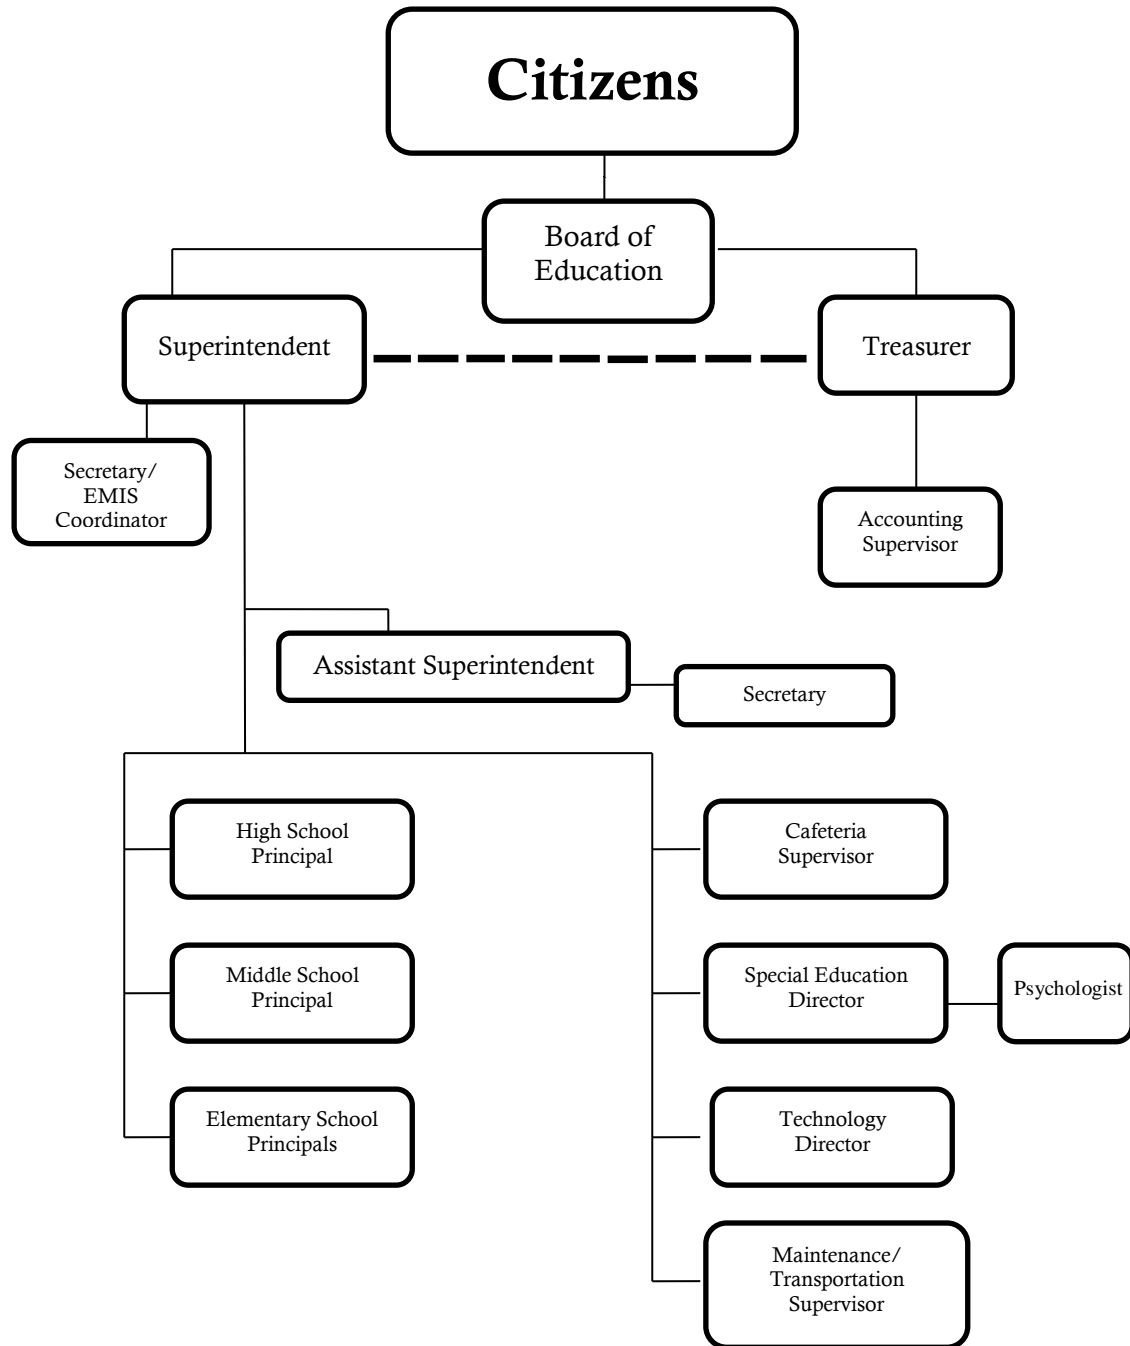 Citizens
Board of
Education
Superintendent
Treasurer
Secretary/
EMIS
Coordinator
Accounting
Supervisor
Assistant Superintendent
Secretary
High School
Principal
Cafeteria
Supervisor
Middle School
Principal
Special Education
Director
Psychologist
Elementary School
Principals
Technology
Director
Maintenance/
Transportation
Supervisor